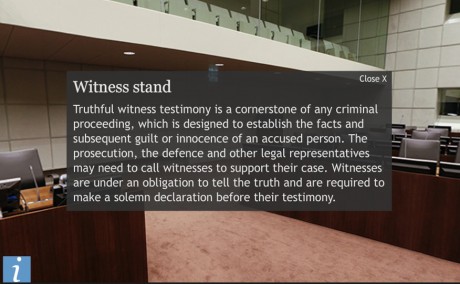 Close X
Witness stand
Truthful witness testimony is a cornerstone of any criminal
proceeding, which is designed to establish the facts and
subsequent guilt or innocence of an accused person. The
prosecution, the defence and other legal representatives
may need to call witnesses to support their case. Witnesses
are under an obligation to tell the truth and are required to
make a solemn declaration before their testimony.
i